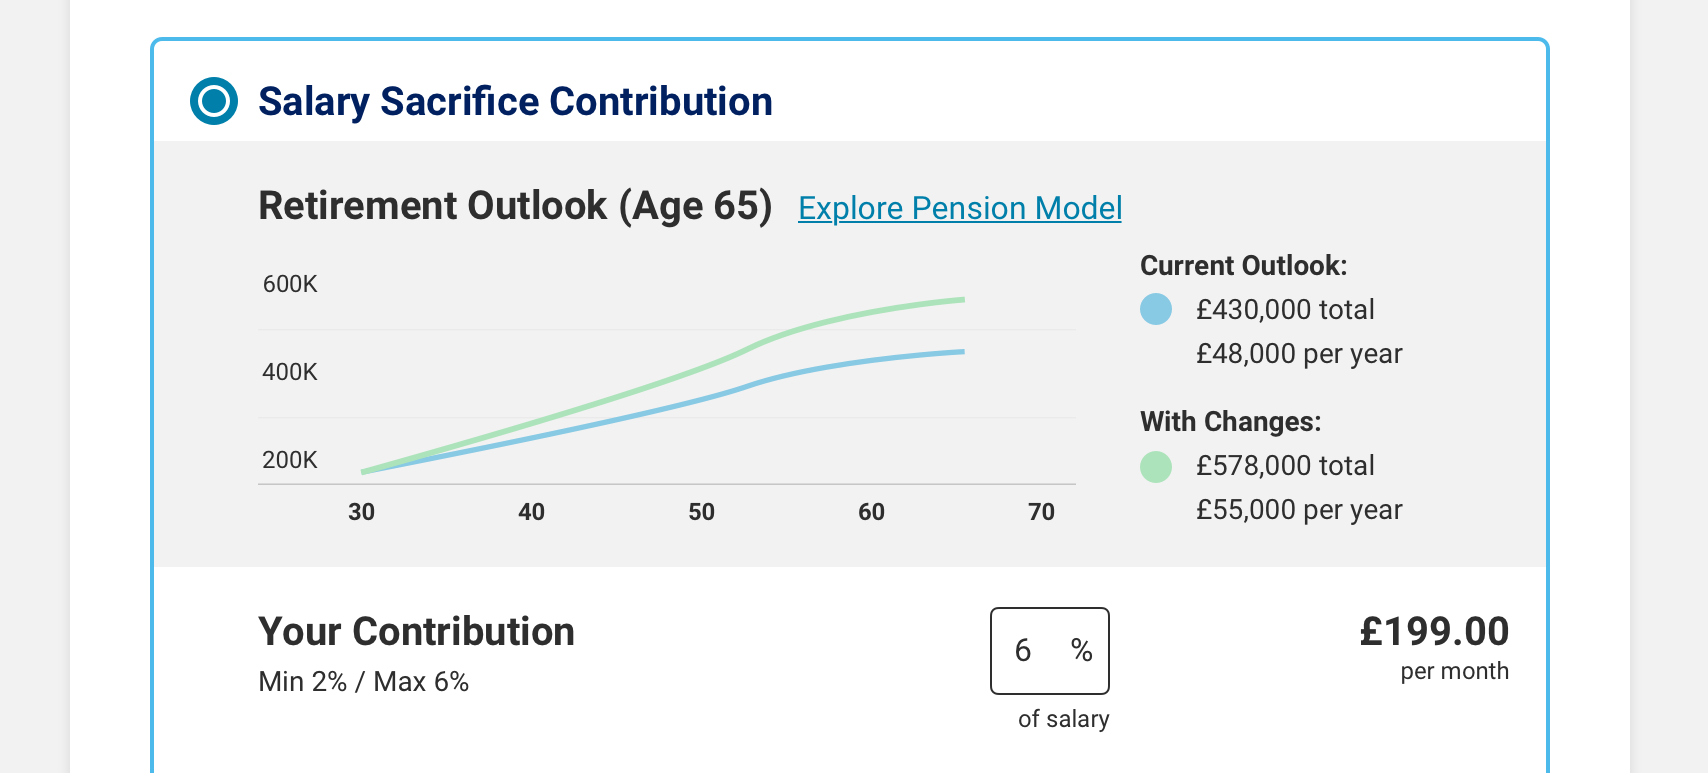 Salary Sacrifice Contribution
Retirement Outlook (Age 65) Explore Pension Model
600K
400K
200K
30 40 50 60 70
Current Outlook:
£430,000 total
£48,000 per year
With Changes:
£578,000 total
£55,000 per year
Your Contribution
Min 2% / Max 6%
6 %
of salary
£199.00
per month